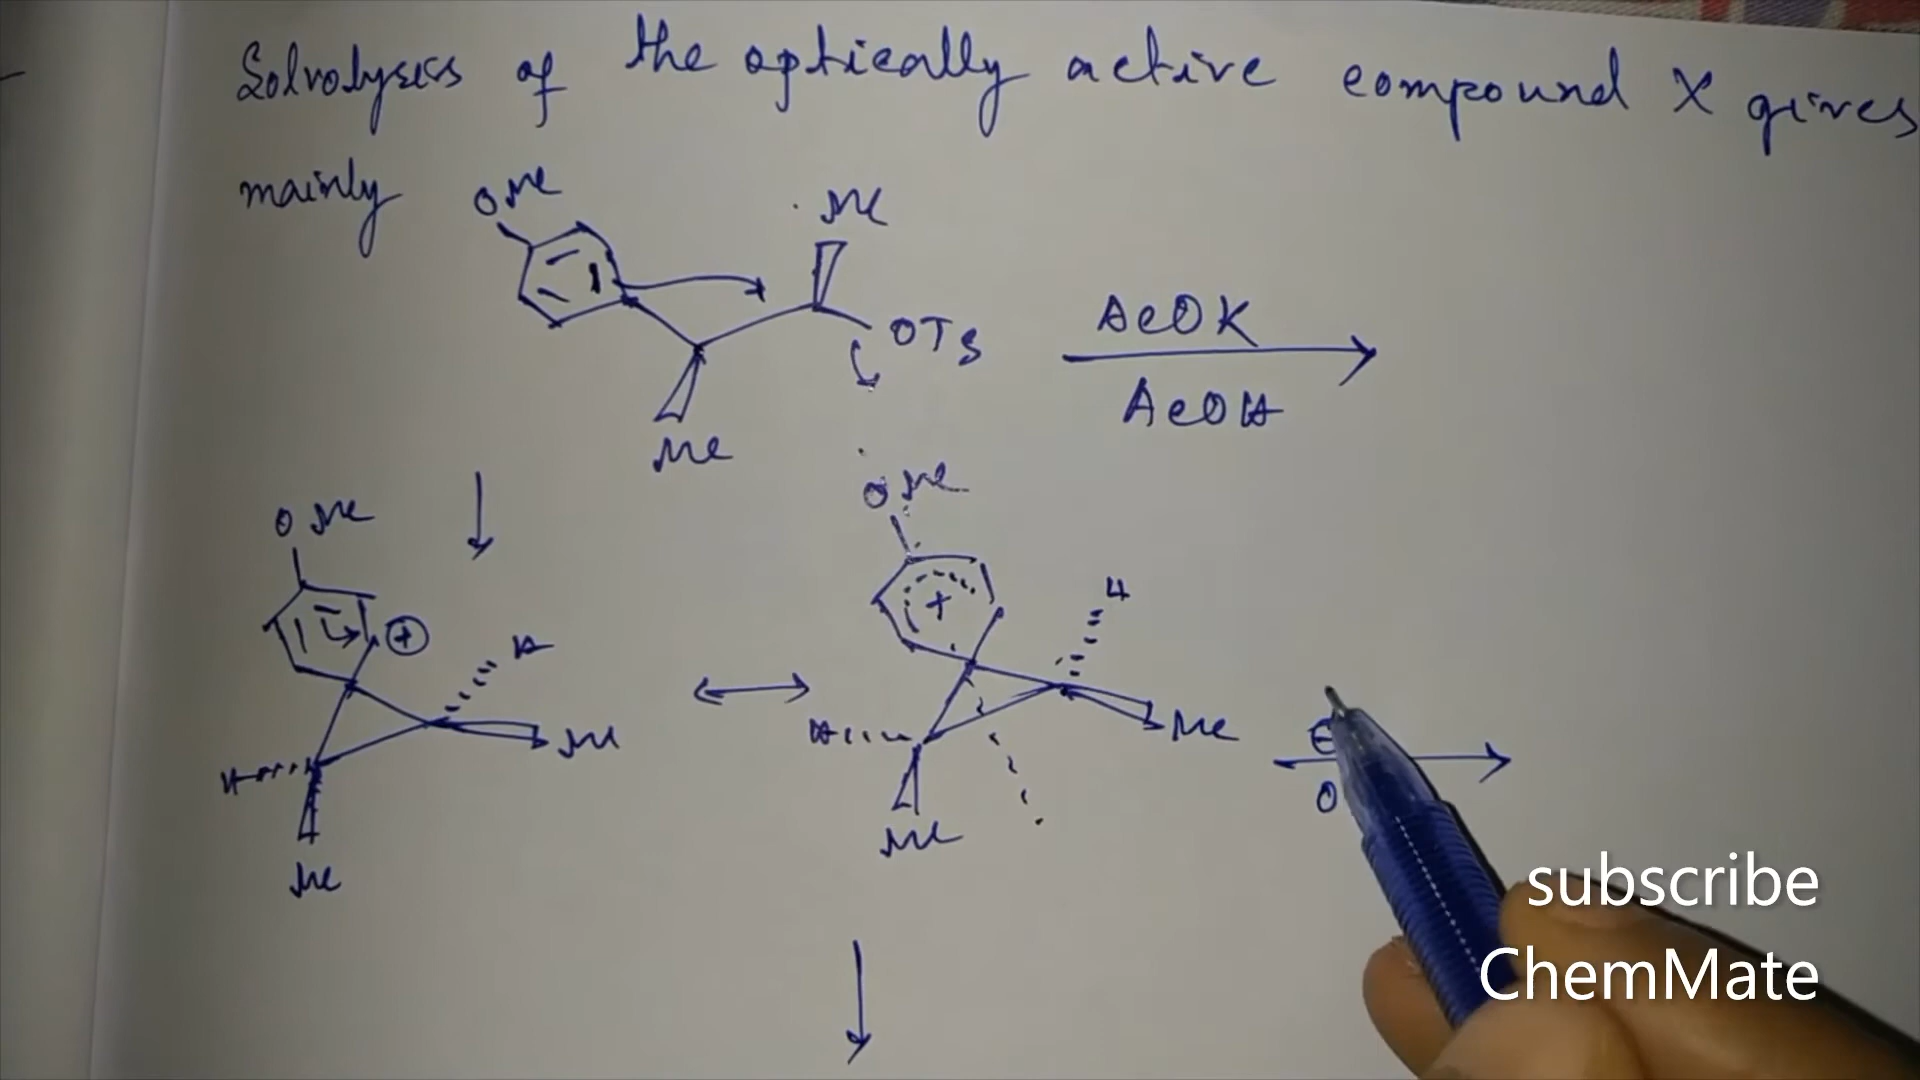 Solvolysis of the optically active compound X gives
mainly
OMe
Me
OTs
Me
AcOK
AcOH
OMe
H
Me
H
Me
OMe
H
Me
H
Me
O
subscribe
ChemMate